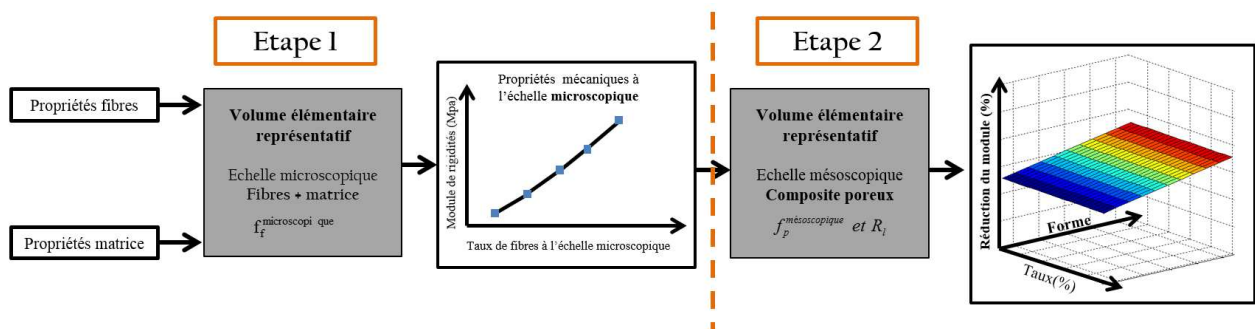 Etape 1
Propriétés fibres
Propriétés matrice
Volume élémentaire
représentatif
Echelle microscopique
Fibres + matrice
f_f^microscopi que
Propriétés mécaniques à
l'échelle microscopique
Module de rigidités (Mpa)
Taux de fibres à l'échelle microscopique
Etape 2
Volume élémentaire
représentatif
Echelle mésoscopique
Composite poreux
f_p^mésoscopique et R_l
Réduction du module (%)
Forme
Taux(%)